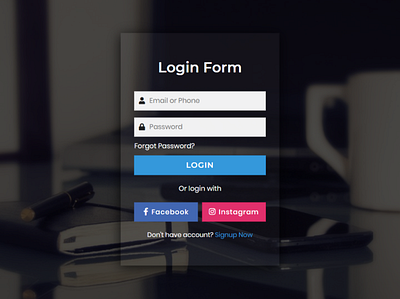 Login Form
Email or Phone
Password
Forgot Password?
LOGIN
Or login with
Facebook Instagram
Don't have account? Signup Now